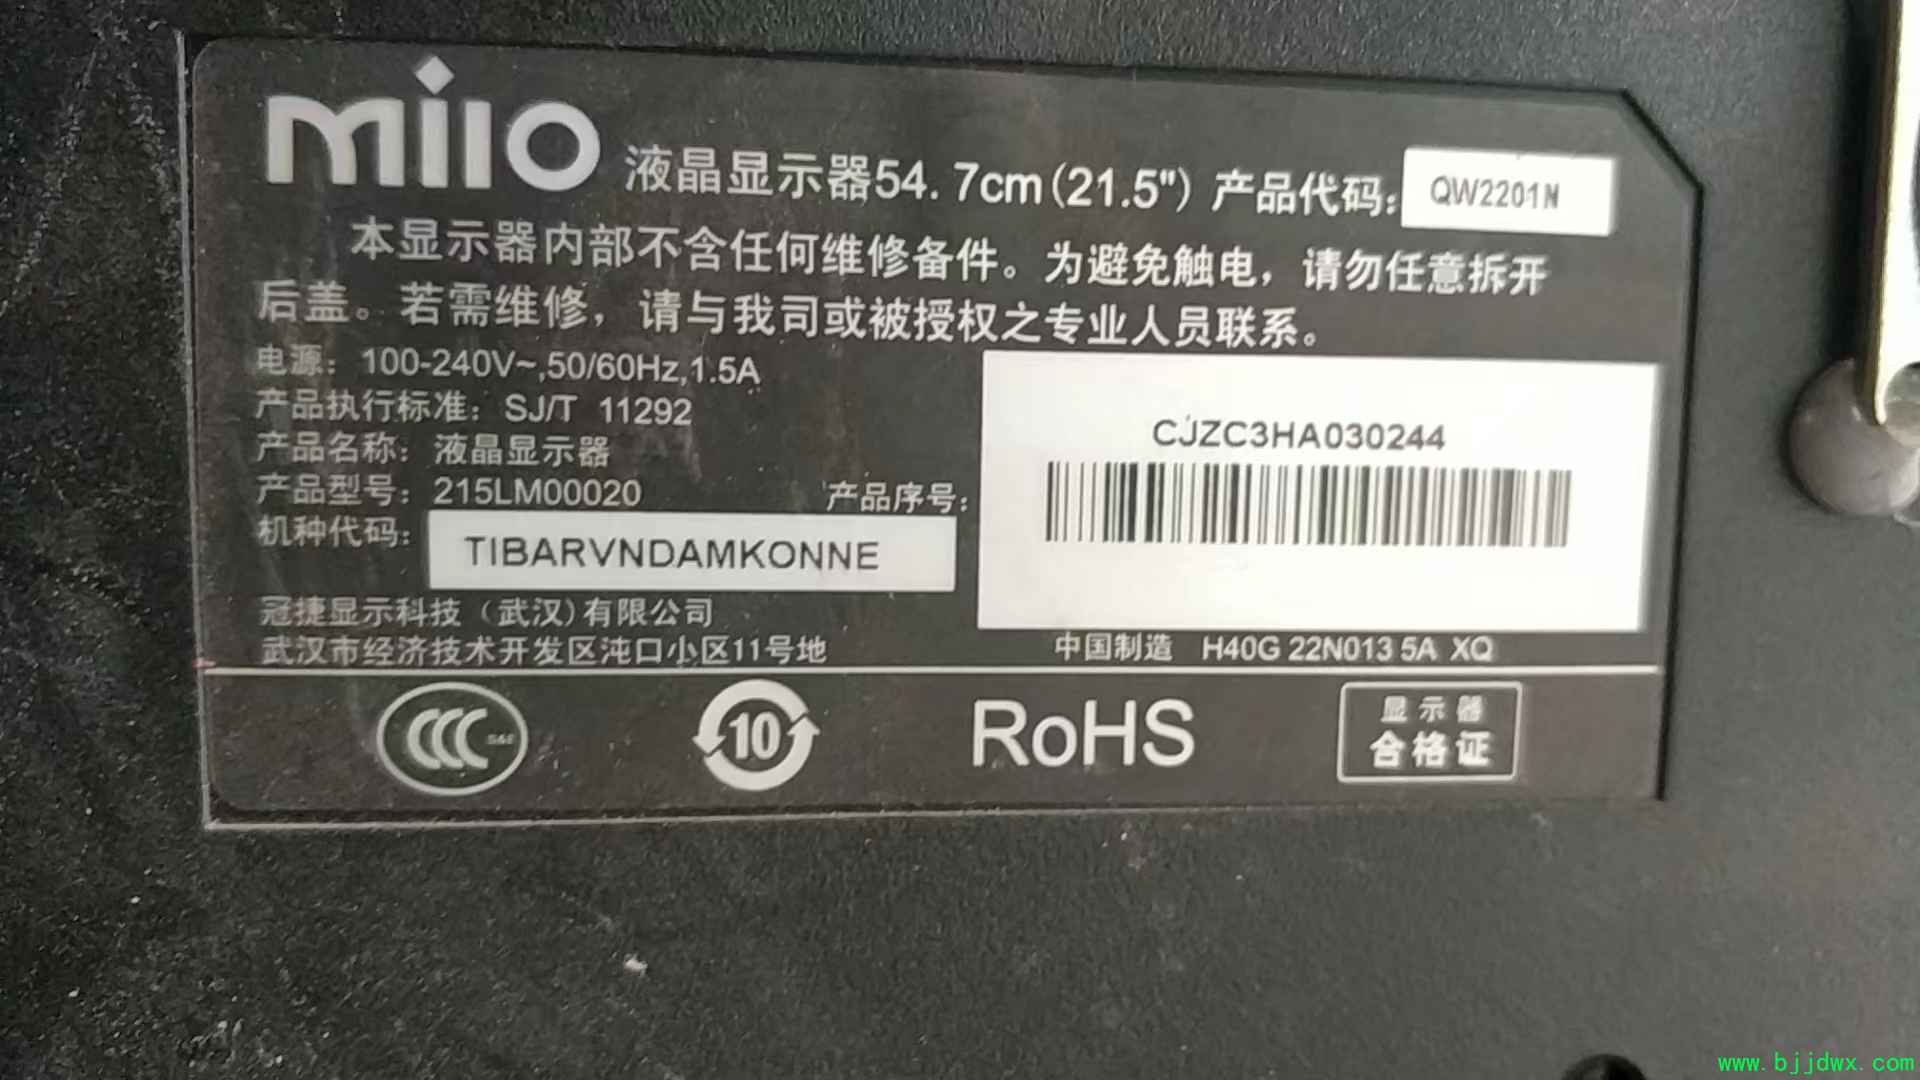 miio 液晶显示器54.7cm(21.5") 产品代码: QW2201N
本显示器内部不含任何维修备件。为避免触电，请勿任意拆开
后盖。若需维修，请与我司或被授权之专业人员联系。
电源: 100-240V~,50/60Hz,1.5A
产品执行标准: SJ/T 11292
产品名称: 液晶显示器
产品型号: 215LM00020
产品序号:
CJZC3HA030244
机种代码: TIBARVNDAMKONNE
冠捷显示科技（武汉)有限公司
武汉市经济技术开发区沌口小区11号地
中国制造 H40G 22N013 5A XQ
CCC S&E
10
RoHS
显示器
合格证
www.bjjdwx.com